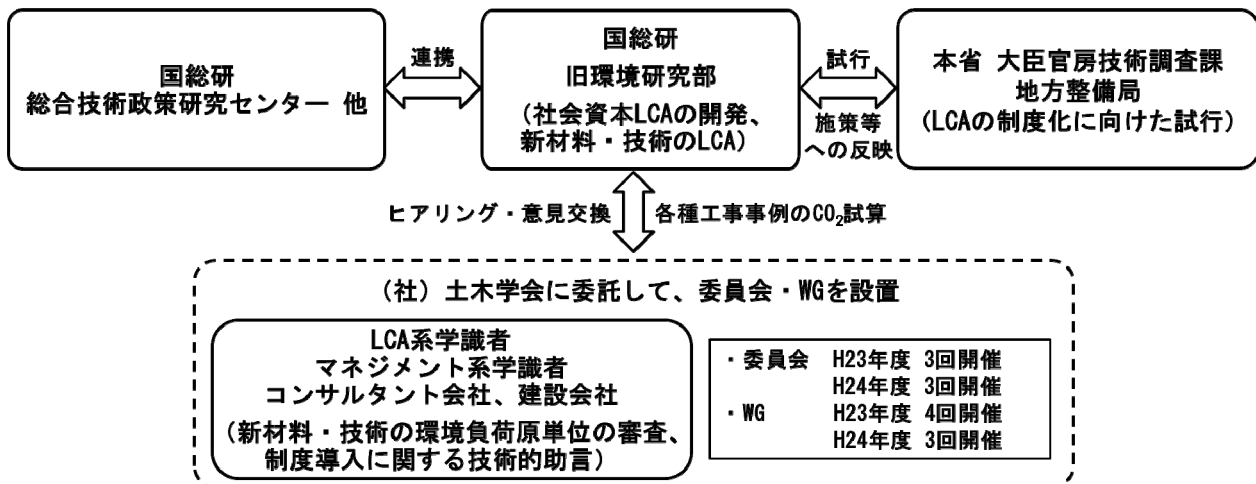 国総研
総合技術政策研究センター 他
連携
国総研
旧環境研究部
(社会資本LCAの開発、
新材料・技術のLCA)
試行
施策等
への反映
本省 大臣官房技術調査課
地方整備局
(LCAの制度化に向けた試行)
ヒアリング・意見交換
各種工事事例のCO₂試算
(社)土木学会に委託して、委員会・WGを設置
LCA系学識者
マネジメント系学識者
コンサルタント会社、建設会社
(新材料・技術の環境負荷原単位の審査、
制度導入に関する技術的助言)
・委員会 H23年度 3回開催
H24年度 3回開催
・WG H23年度 4回開催
H24年度 3回開催